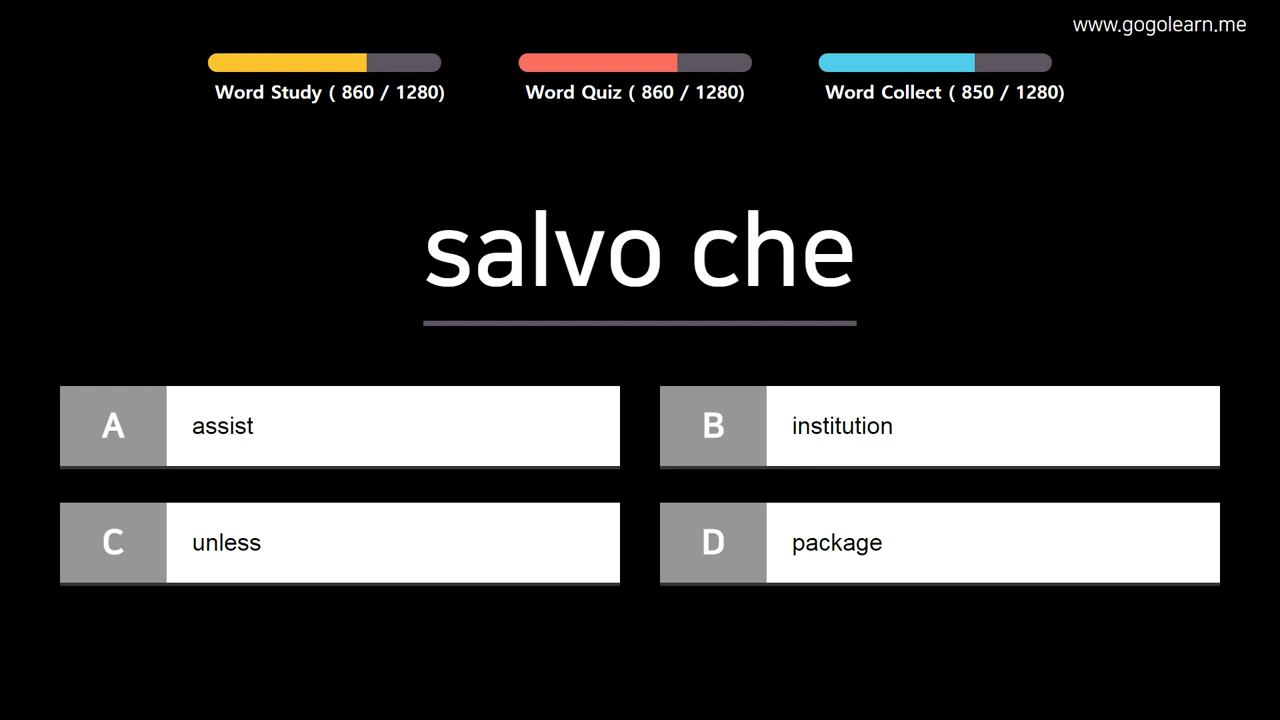 www.gogolearn.me
Word Study ( 860 / 1280)
Word Quiz ( 860 / 1280)
Word Collect ( 850 / 1280)
salvo che
A assist
B institution
C unless
D package